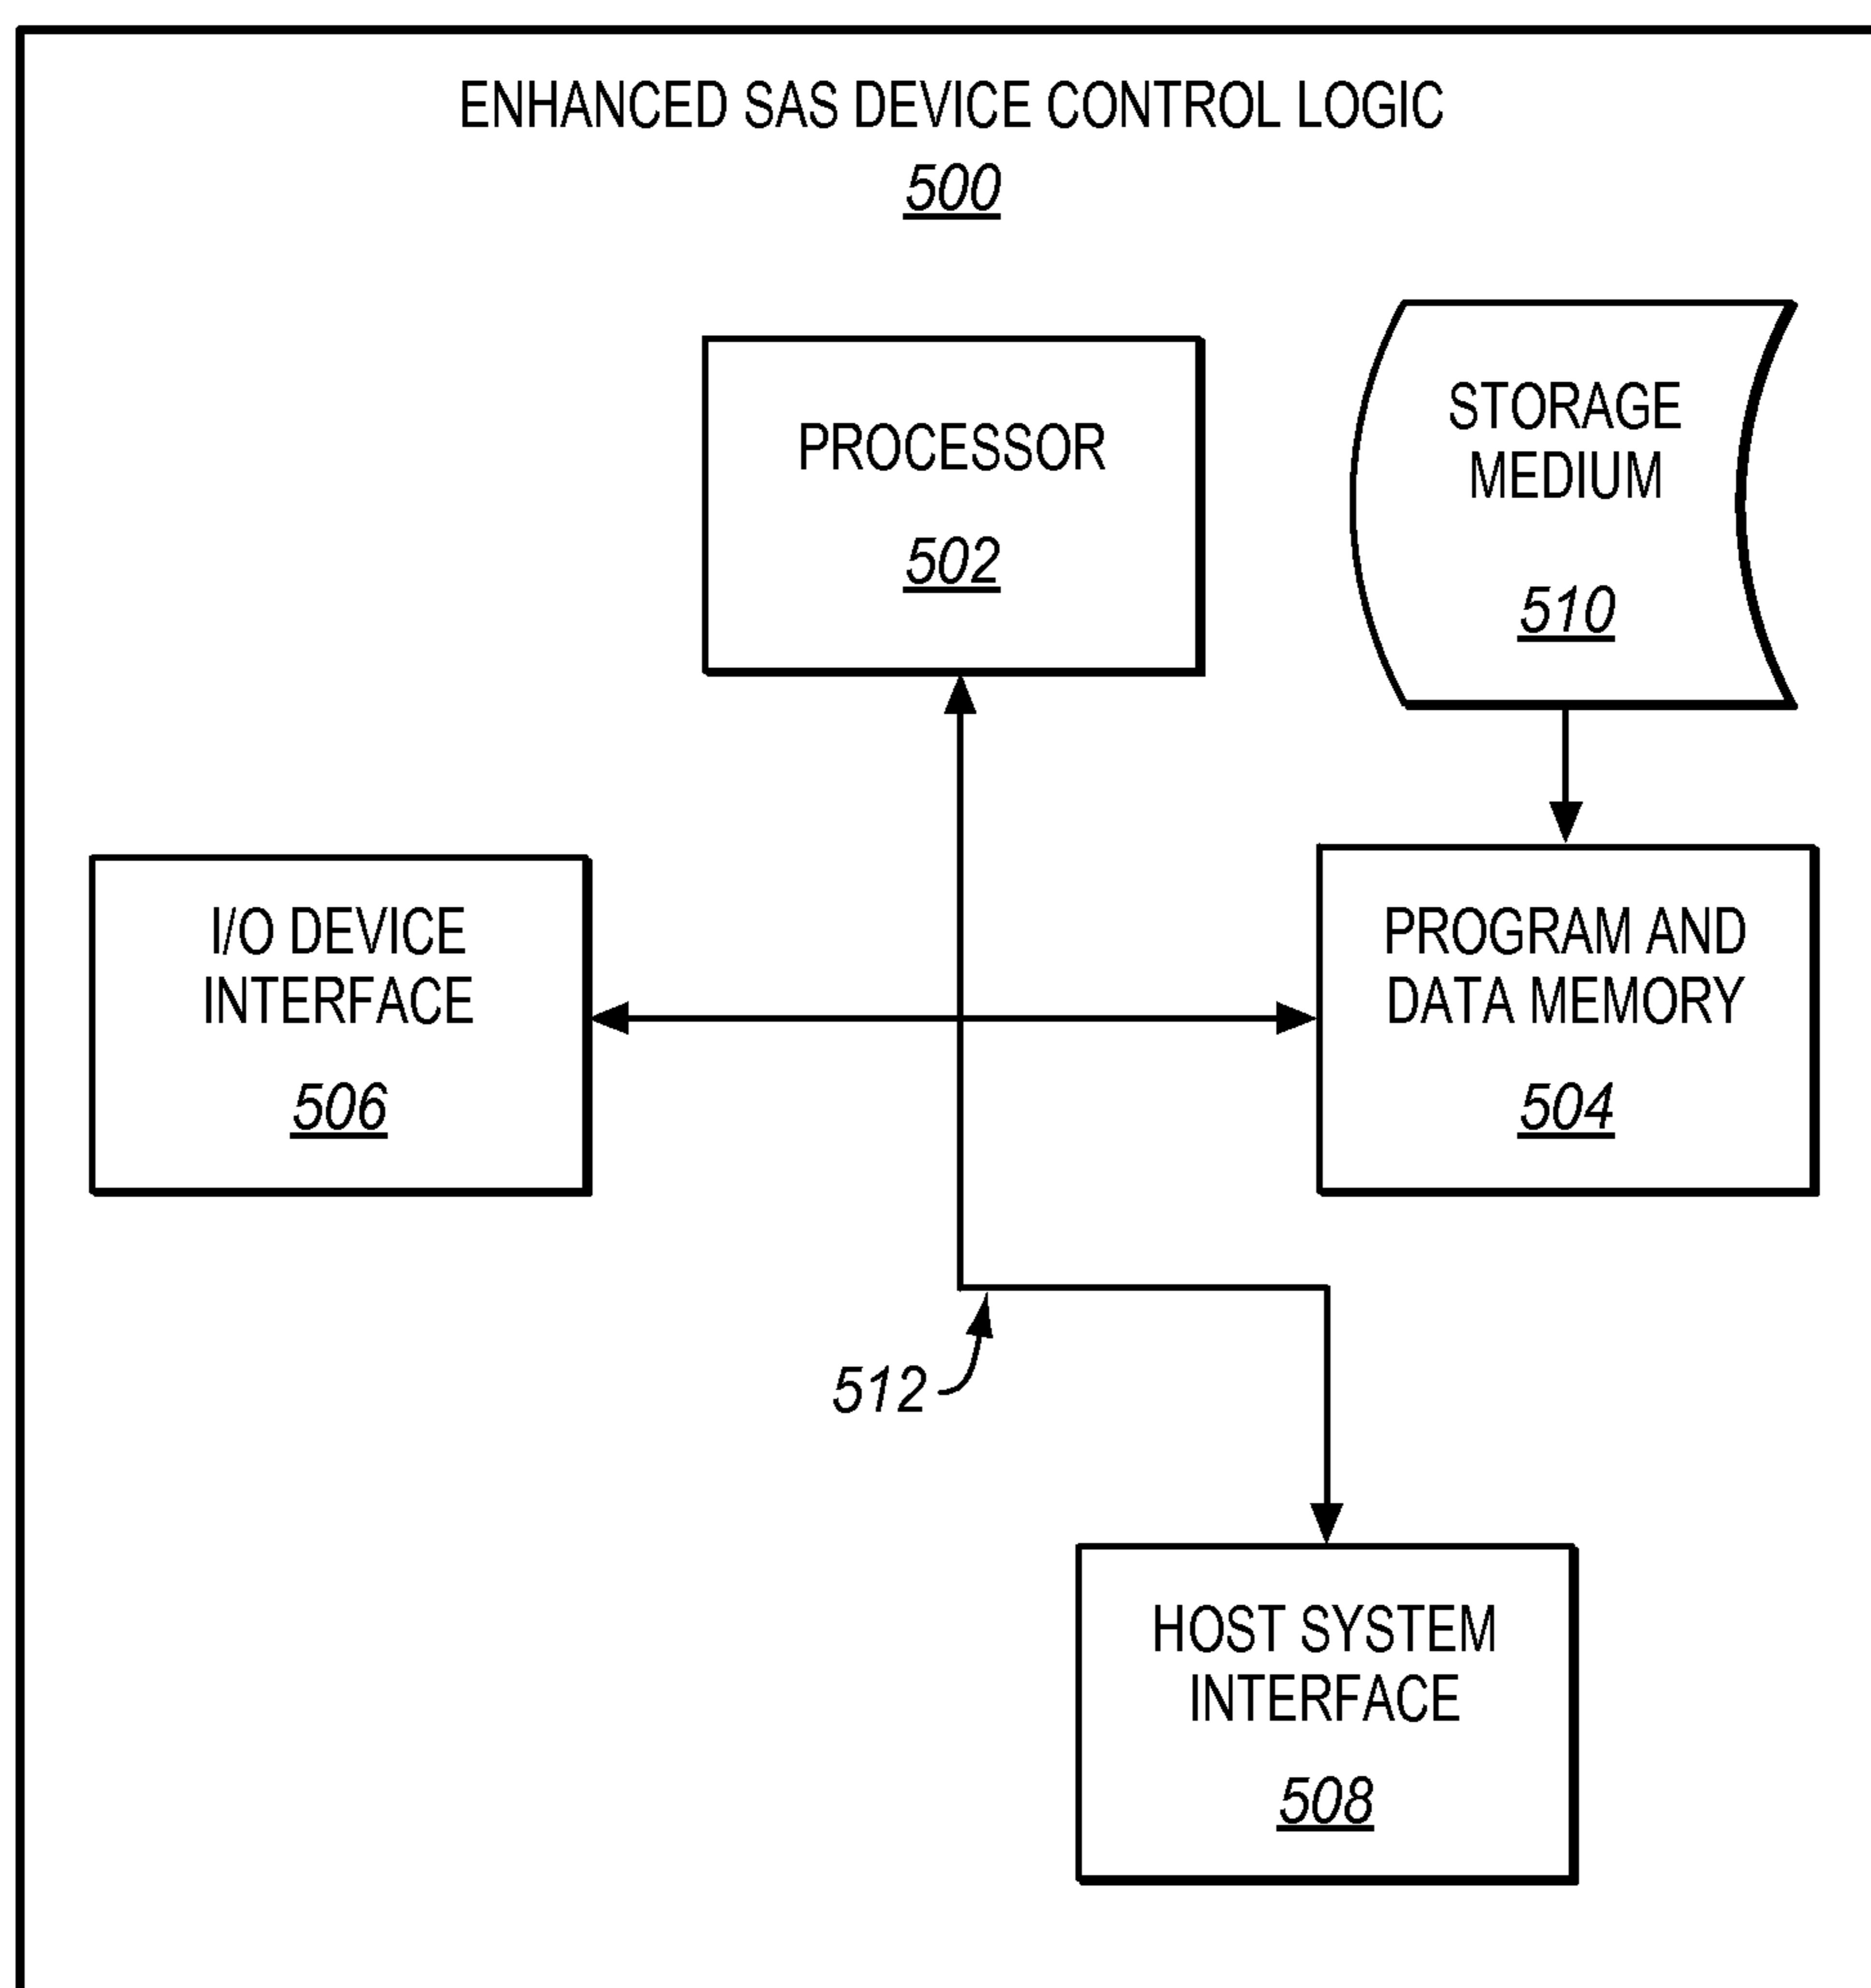 ENHANCED SAS DEVICE CONTROL LOGIC
500
PROCESSOR
502
STORAGE
MEDIUM
510
I/O DEVICE
INTERFACE
506
PROGRAM AND
DATA MEMORY
504
512
HOST SYSTEM
INTERFACE
508